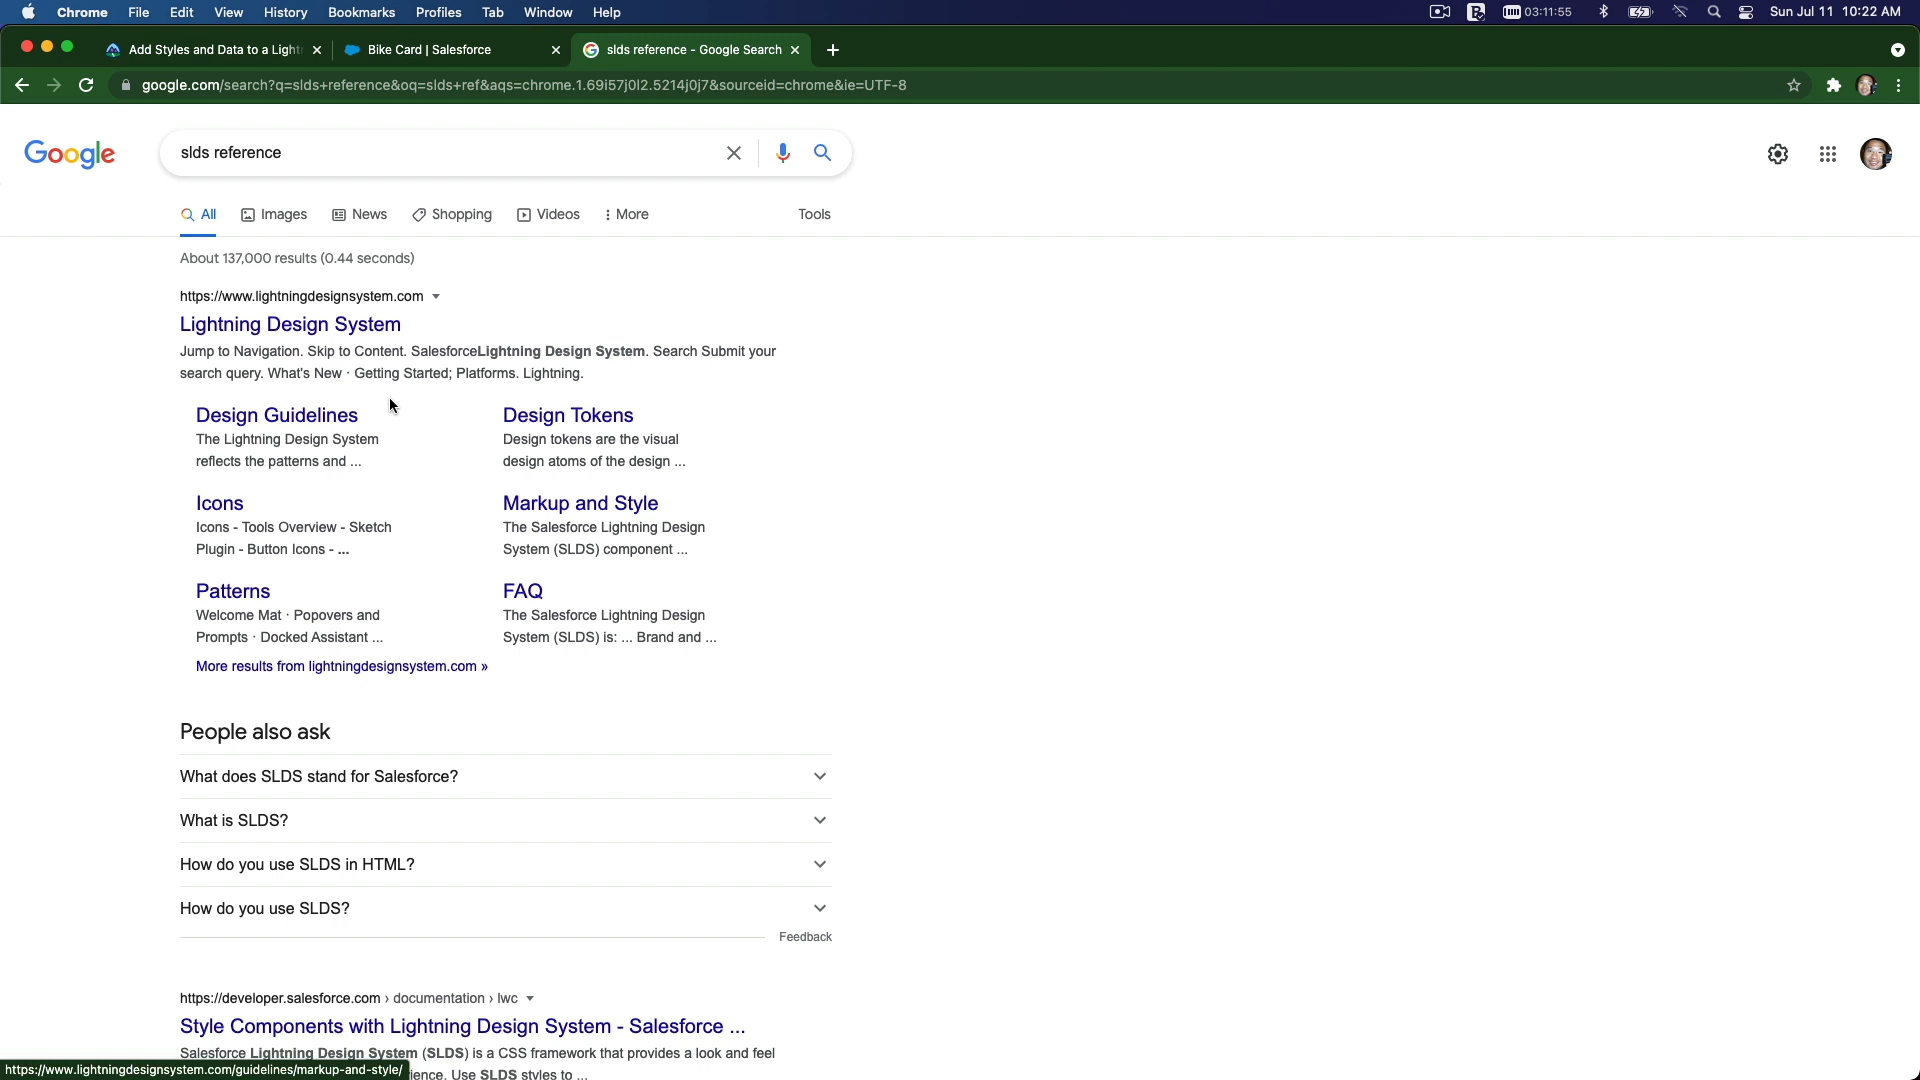 Chrome File Edit View History Bookmarks Profiles Tab Window Help 03:11:55 Sun Jul 11 10:22 AM
Add Styles and Data to a Light Bike Card | Salesforce slds reference - Google Search
google.com/search?q=slds+reference&oq=slds+ref&aqs=chrome.1.69i57j0l2.5214j0j7&sourceid=chrome&ie=UTF-8
Google slds reference
All Images News Shopping Videos More Tools
About 137,000 results (0.44 seconds)
https://www.lightningdesignsystem.com
Lightning Design System
Jump to Navigation. Skip to Content. SalesforceLightning Design System. Search Submit your
search query. What's New · Getting Started; Platforms. Lightning.
Design Guidelines
The Lightning Design System
reflects the patterns and ...
Design Tokens
Design tokens are the visual
design atoms of the design ...
Icons
Icons - Tools Overview - Sketch
Plugin - Button Icons - ...
Markup and Style
The Salesforce Lightning Design
System (SLDS) component ...
Patterns
Welcome Mat · Popovers and
Prompts · Docked Assistant ...
FAQ
The Salesforce Lightning Design
System (SLDS) is: ... Brand and ...
More results from lightningdesignsystem.com »
People also ask
What does SLDS stand for Salesforce?
What is SLDS?
How do you use SLDS in HTML?
How do you use SLDS?
Feedback
https://developer.salesforce.com › documentation › lwc
Style Components with Lightning Design System - Salesforce ...
Salesforce Lightning Design System (SLDS) is a CSS framework that provides a look and feel
ience. Use SLDS styles to ...
https://www.lightningdesignsystem.com/guidelines/markup-and-style/